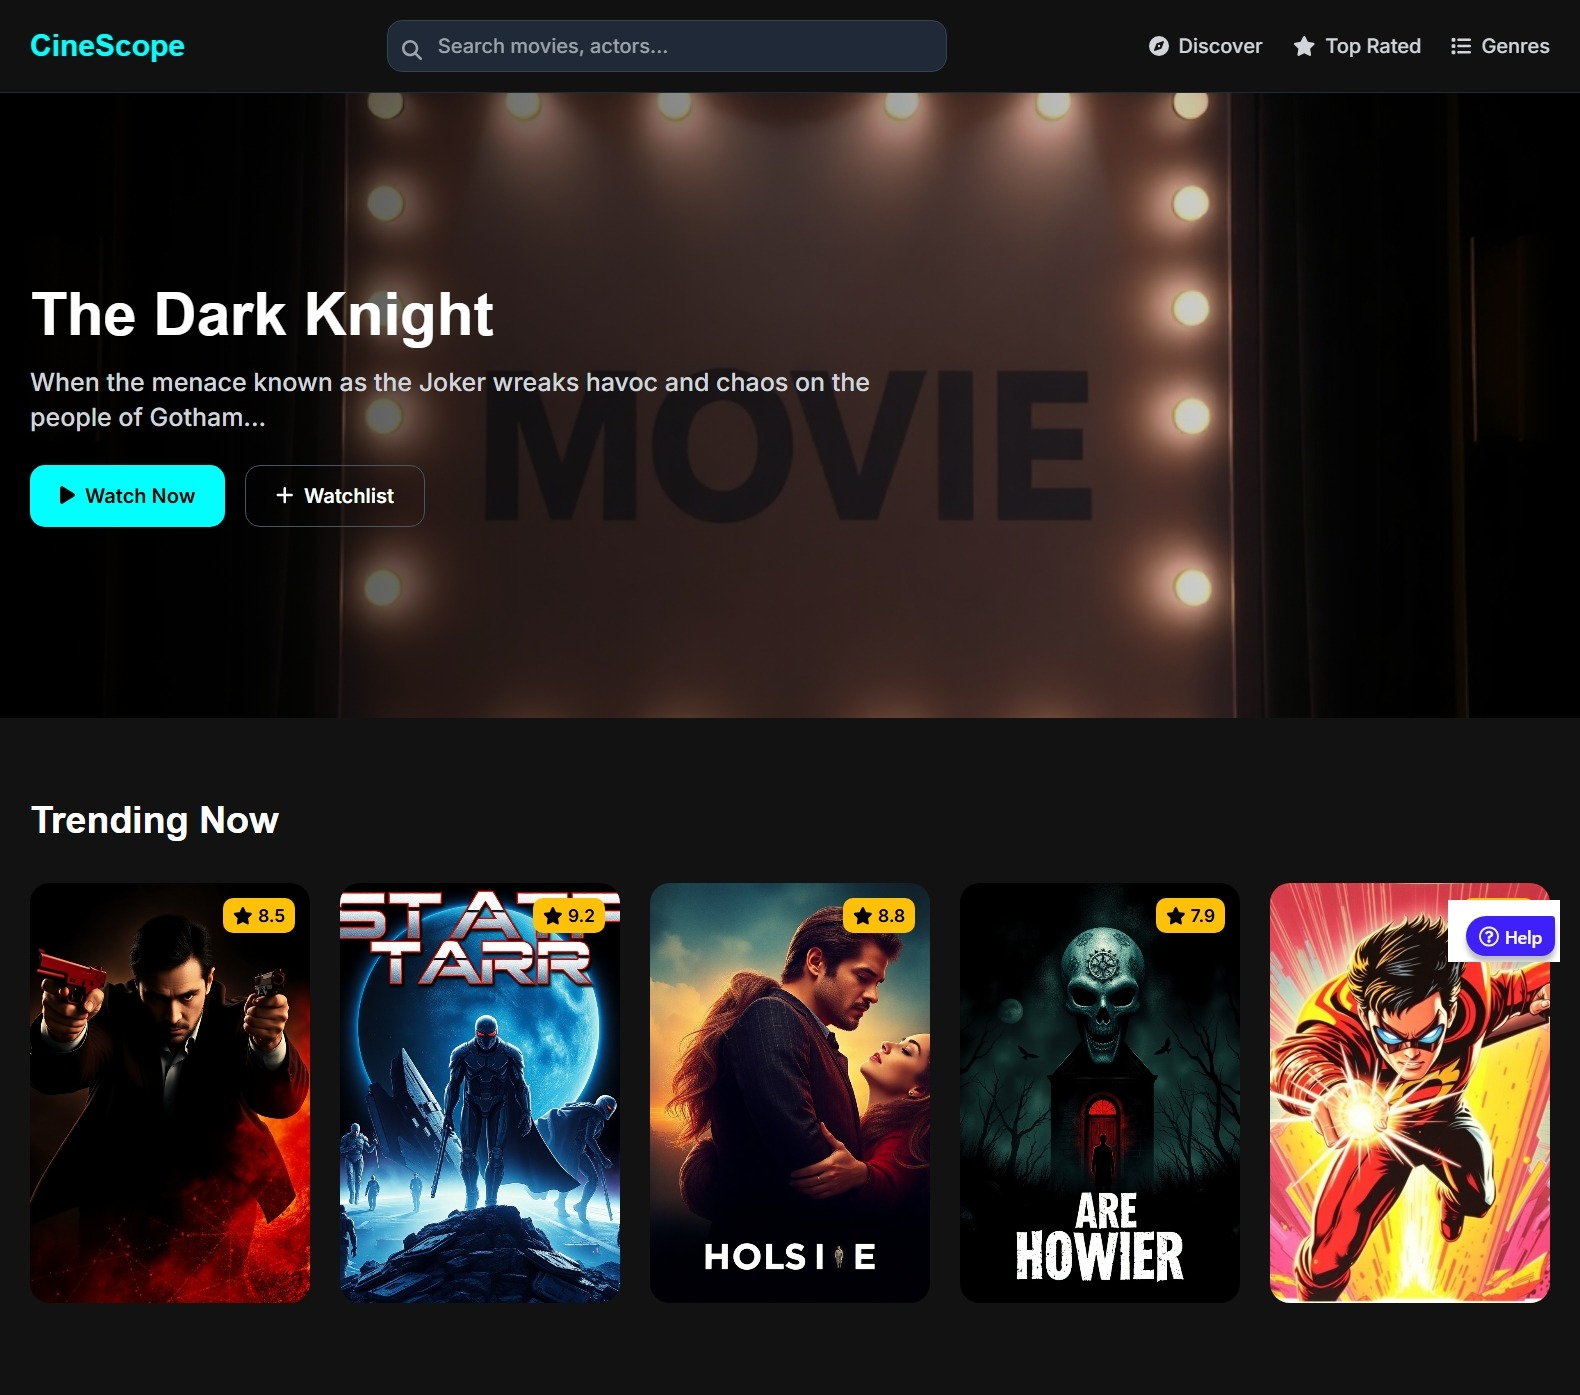 CineScope
Search movies, actors...
Discover
Top Rated
Genres
MOVIE
The Dark Knight
When the menace known as the Joker wreaks havoc and chaos on the
people of Gotham...
Watch Now
Watchlist
Trending Now
8.5
9.2
8.8
7.9
Help
TARR
HOLSI E
ARE
HOWIER